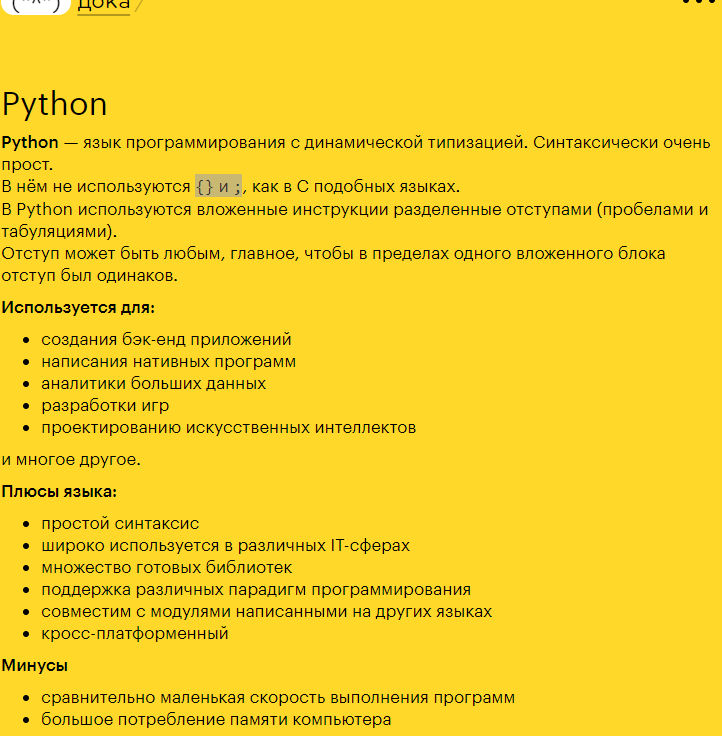 дока /
Python
Python — язык программирования с динамической типизацией. Синтаксически очень
прост.
В нём не используются {} и ;, как в C подобных языках.
В Python используются вложенные инструкции разделенные отступами (пробелами и
табуляциями).
Отступ может быть любым, главное, чтобы в пределах одного вложенного блока
отступ был одинаков.
Используется для:
• создания бэк-енд приложений
• написания нативных программ
• аналитики больших данных
• разработки игр
• проектированию искусственных интеллектов
и многое другое.
Плюсы языка:
• простой синтаксис
• широко используется в различных IT-сферах
• множество готовых библиотек
• поддержка различных парадигм программирования
• совместим с модулями написанными на других языках
• кросс-платформенный
Минусы
• сравнительно маленькая скорость выполнения программ
• большое потребление памяти компьютера